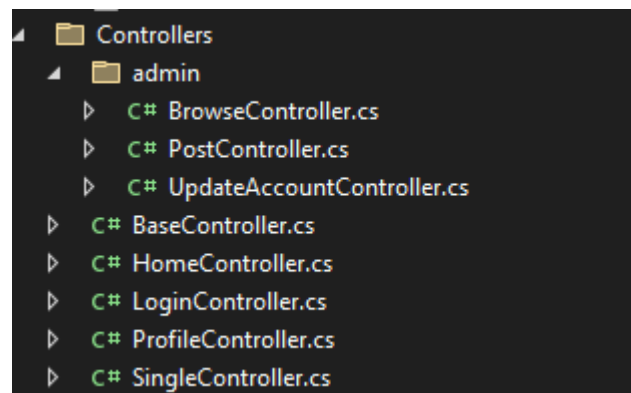 Controllers
admin
C# BrowseController.cs
C# PostController.cs
C# UpdateAccountController.cs
C# BaseController.cs
C# HomeController.cs
C# LoginController.cs
C# ProfileController.cs
C# SingleController.cs